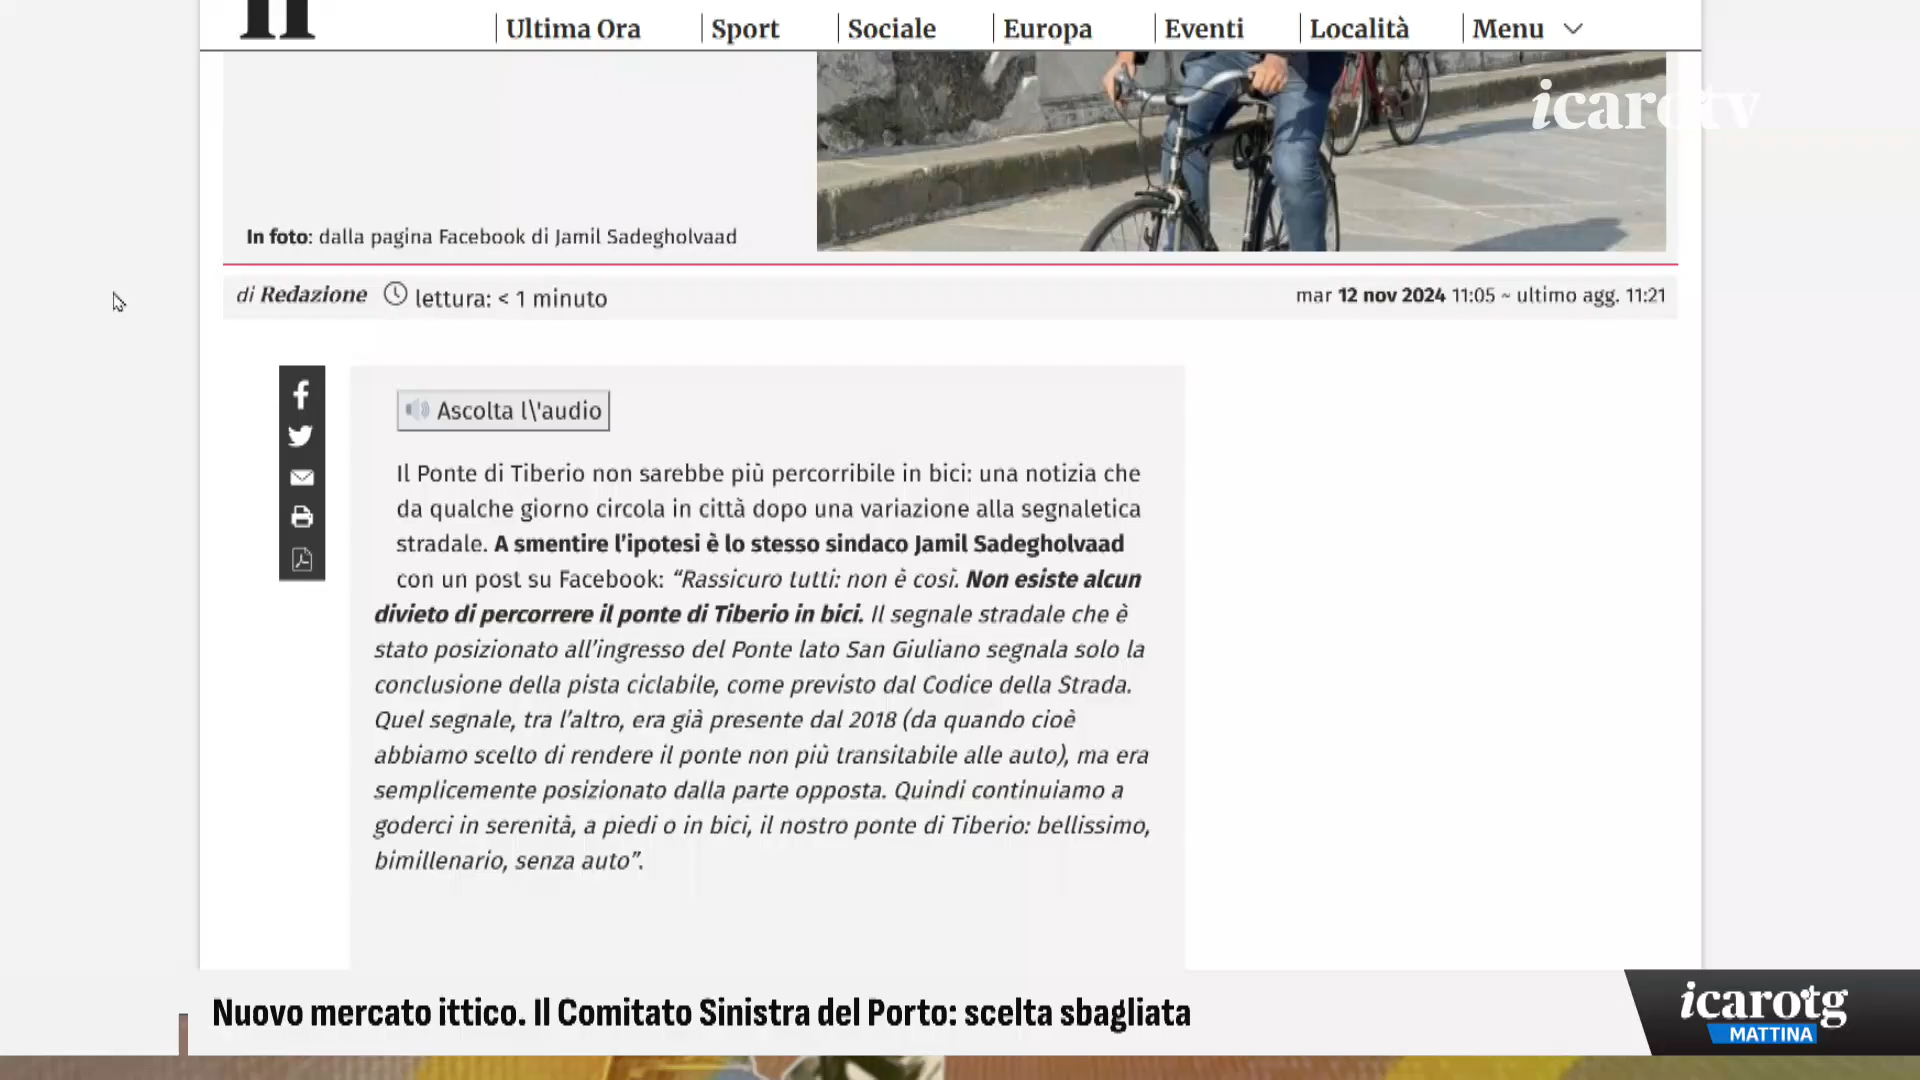 Ultima Ora
Sport
Sociale
Europa
Eventi
Località
Menu
icarotv
In foto: dalla pagina Facebook di Jamil Sadegholvaad
di Redazione lettura: < 1 minuto
mar 12 nov 2024 11:05 ~ ultimo agg. 11:21
Ascolta l\'audio
Il Ponte di Tiberio non sarebbe più percorribile in bici: una notizia che
da qualche giorno circola in città dopo una variazione alla segnaletica
stradale. A smentire l’ipotesi è lo stesso sindaco Jamil Sadegholvaad
con un post su Facebook: “Rassicuro tutti: non è così. Non esiste alcun
divieto di percorrere il ponte di Tiberio in bici. Il segnale stradale che è
stato posizionato all’ingresso del Ponte lato San Giuliano segnala solo la
conclusione della pista ciclabile, come previsto dal Codice della Strada.
Quel segnale, tra l’altro, era già presente dal 2018 (da quando cioè
abbiamo scelto di rendere il ponte non più transitabile alle auto), ma era
semplicemente posizionato dalla parte opposta. Quindi continuiamo a
goderci in serenità, a piedi o in bici, il nostro ponte di Tiberio: bellissimo,
bimillenario, senza auto”.
Nuovo mercato ittico. Il Comitato Sinistra del Porto: scelta sbagliata
icarotg
MATTINA